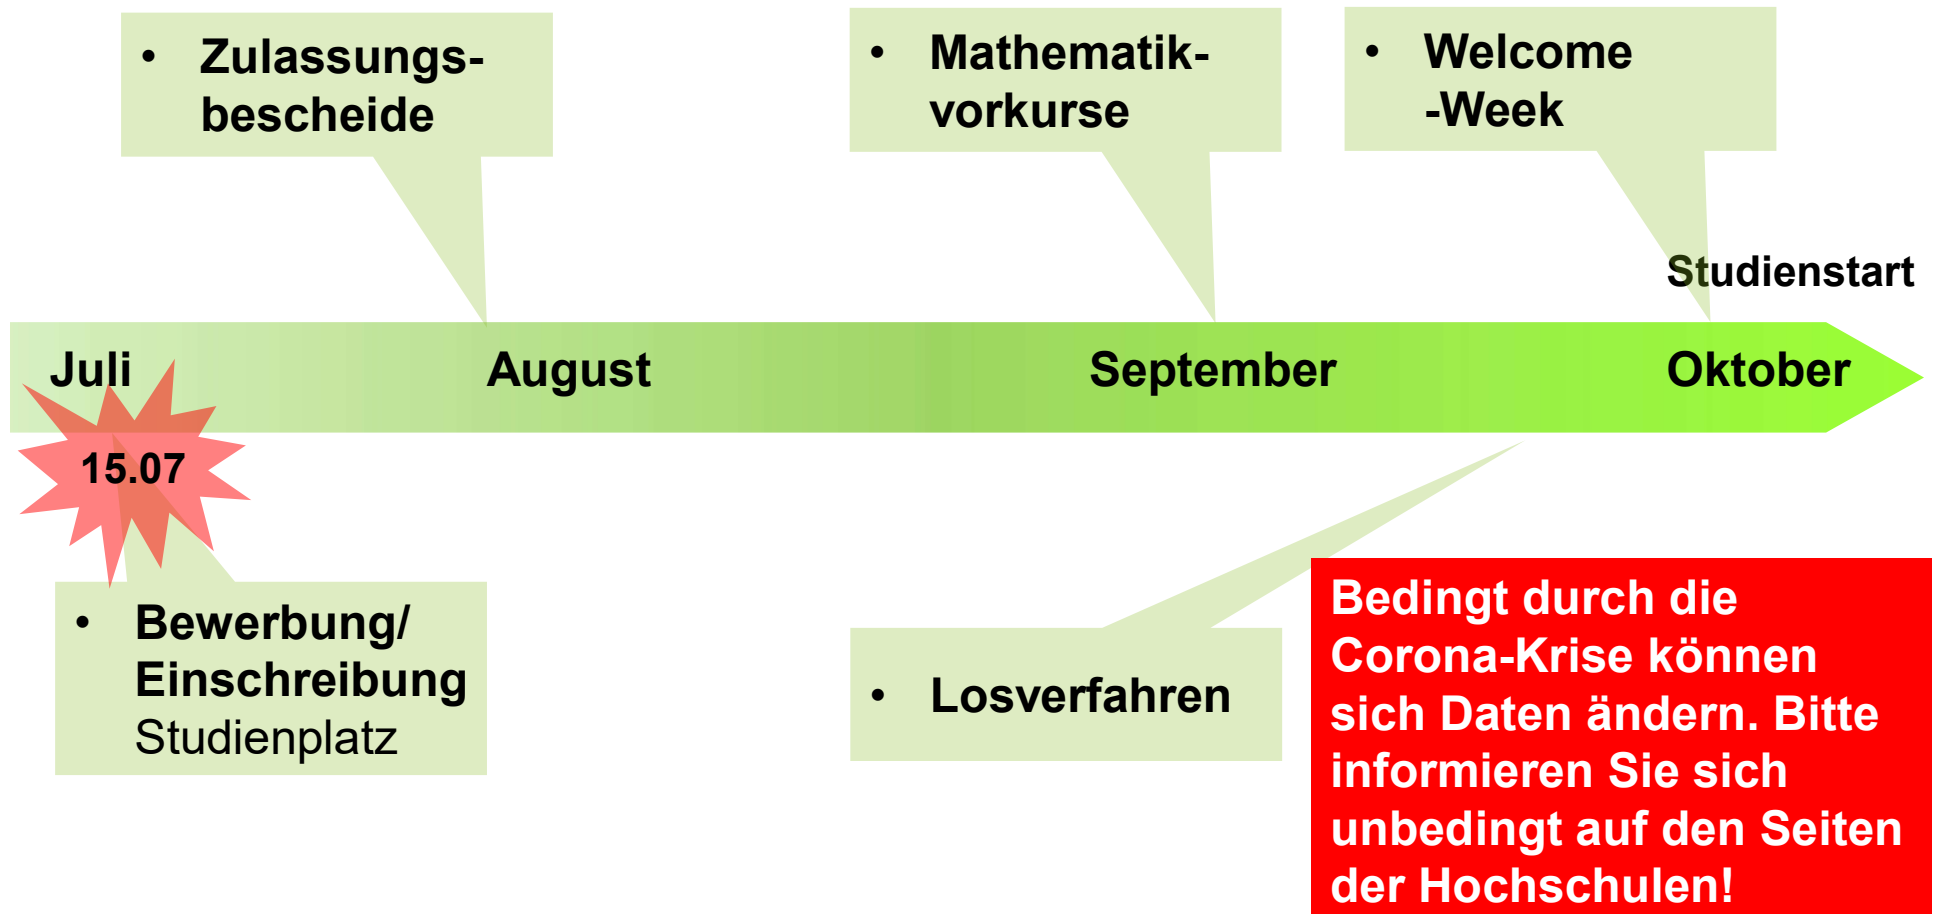 • Zulassungs-
bescheide
• Mathematik-
vorkurse
• Welcome
-Week
Studienstart
Juli
August
September
Oktober
15.07
• Bewerbung/
Einschreibung
Studienplatz
• Losverfahren
Bedingt durch die
Corona-Krise können
sich Daten ändern. Bitte
informieren Sie sich
unbedingt auf den Seiten
der Hochschulen!